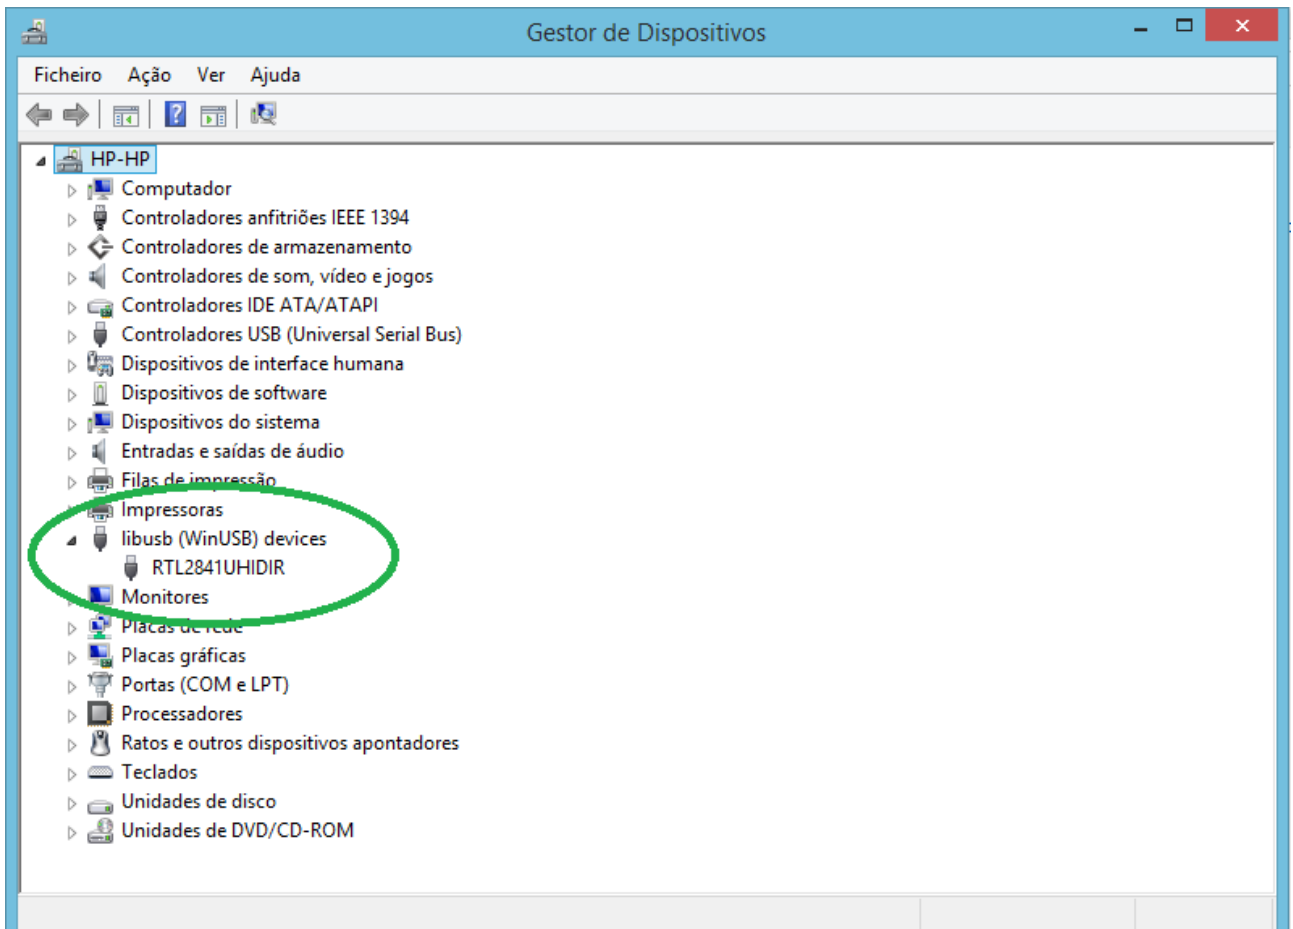 Gestor de Dispositivos
Ficheiro Ação Ver Ajuda
HP-HP
Computador
Controladores anfitriões IEEE 1394
Controladores de armazenamento
Controladores de som, vídeo e jogos
Controladores IDE ATA/ATAPI
Controladores USB (Universal Serial Bus)
Dispositivos de interface humana
Dispositivos de software
Dispositivos do sistema
Entradas e saídas de áudio
Filas de impressão
Impressoras
libusb (WinUSB) devices
RTL2841UHIDIR
Monitores
Placas de rede
Placas gráficas
Portas (COM e LPT)
Processadores
Ratos e outros dispositivos apontadores
Teclados
Unidades de disco
Unidades de DVD/CD-ROM